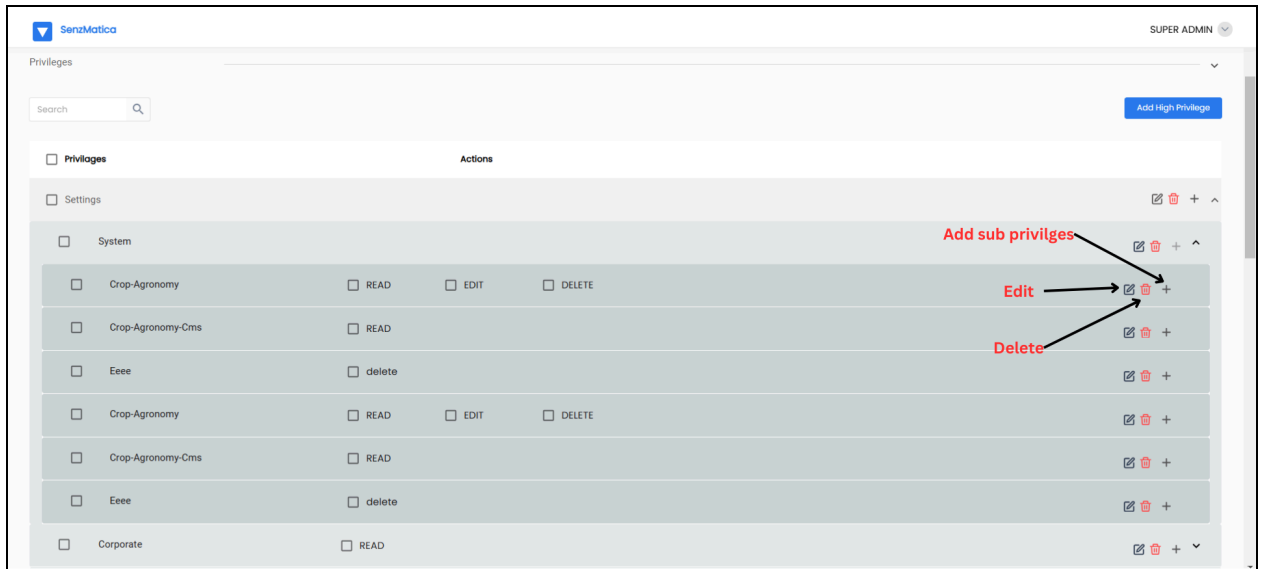 SenzMatica
SUPER ADMIN
Privileges
Search
Add High Privilege
Privilages Actions
Settings
System
Add sub privilges
Crop-Agronomy READ EDIT DELETE
Edit
Crop-Agronomy-Cms READ
Delete
Eeee delete
Crop-Agronomy READ EDIT DELETE
Crop-Agronomy-Cms READ
Eeee delete
Corporate READ